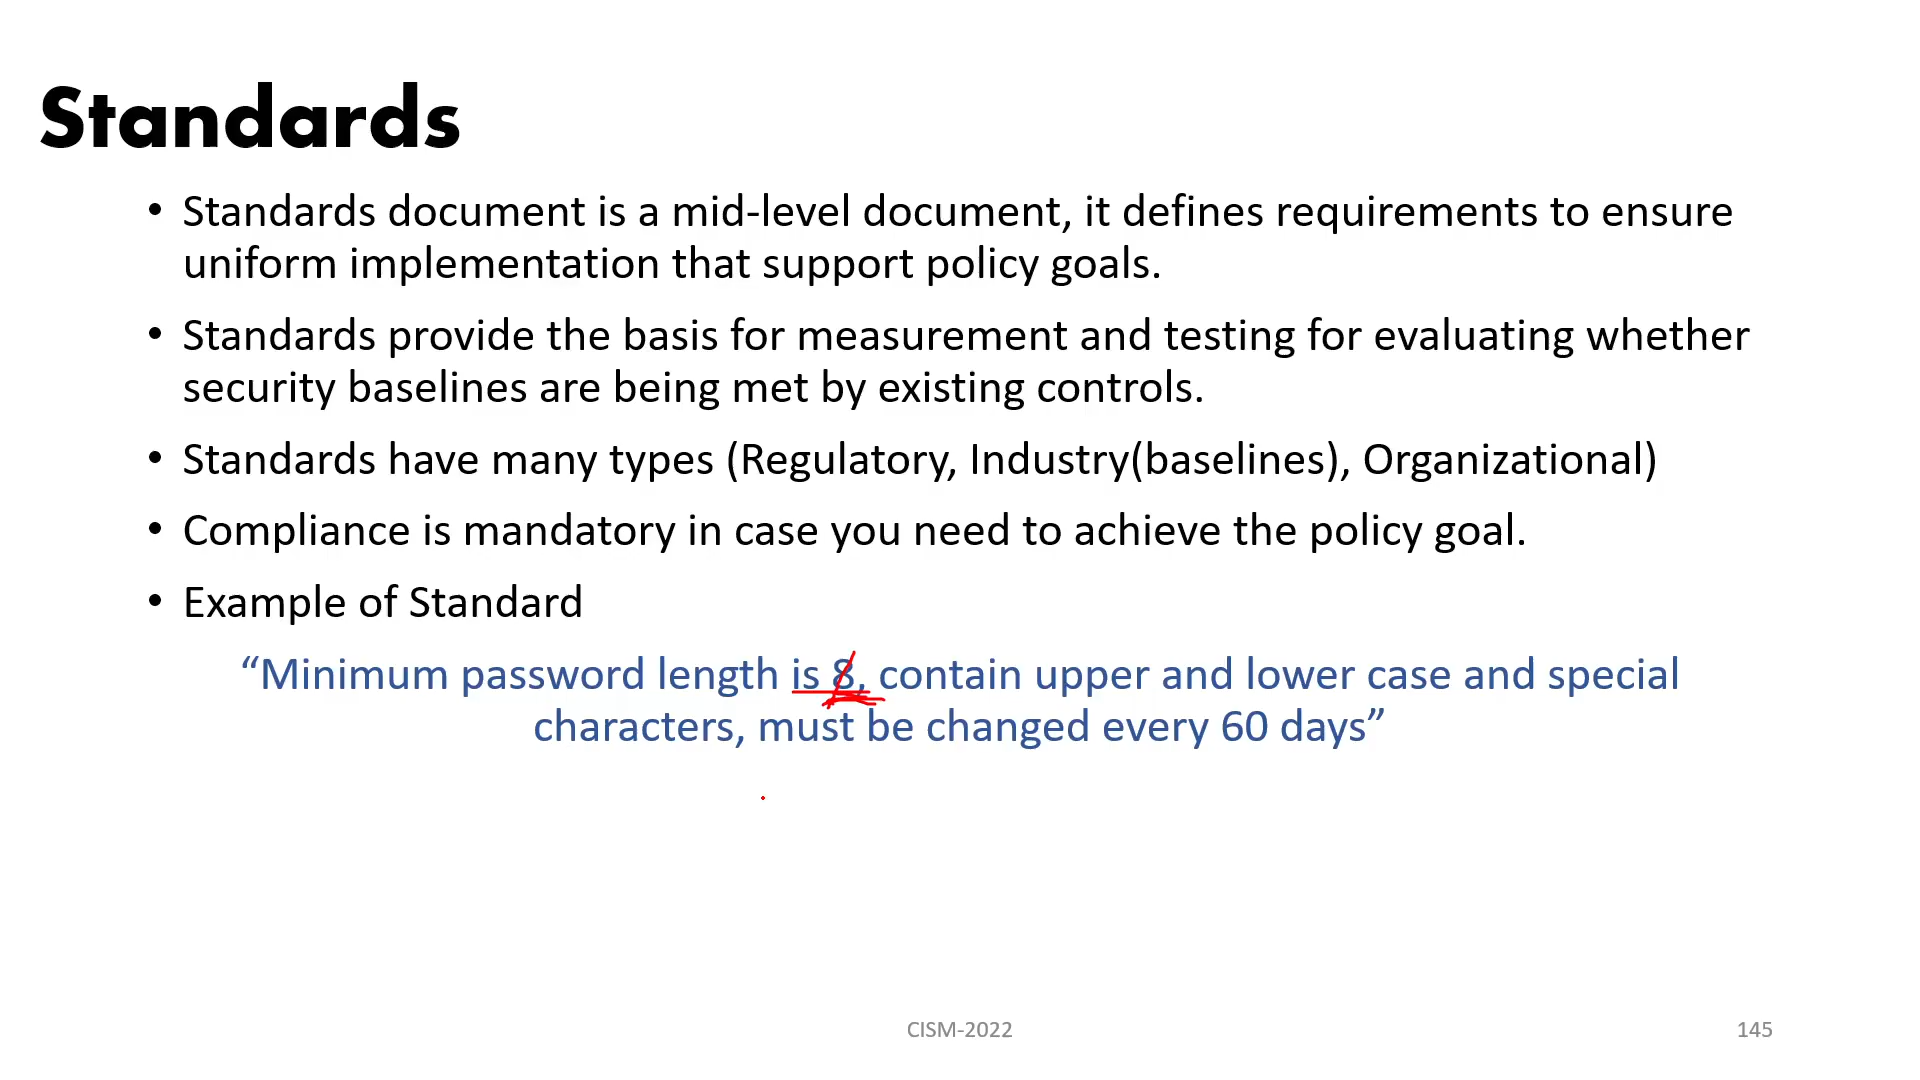 Standards
• Standards document is a mid-level document, it defines requirements to ensure
uniform implementation that support policy goals.
• Standards provide the basis for measurement and testing for evaluating whether
security baselines are being met by existing controls.
• Standards have many types (Regulatory, Industry(baselines), Organizational)
• Compliance is mandatory in case you need to achieve the policy goal.
• Example of Standard
“Minimum password length is 8, contain upper and lower case and special
characters, must be changed every 60 days”
CISM-2022
145